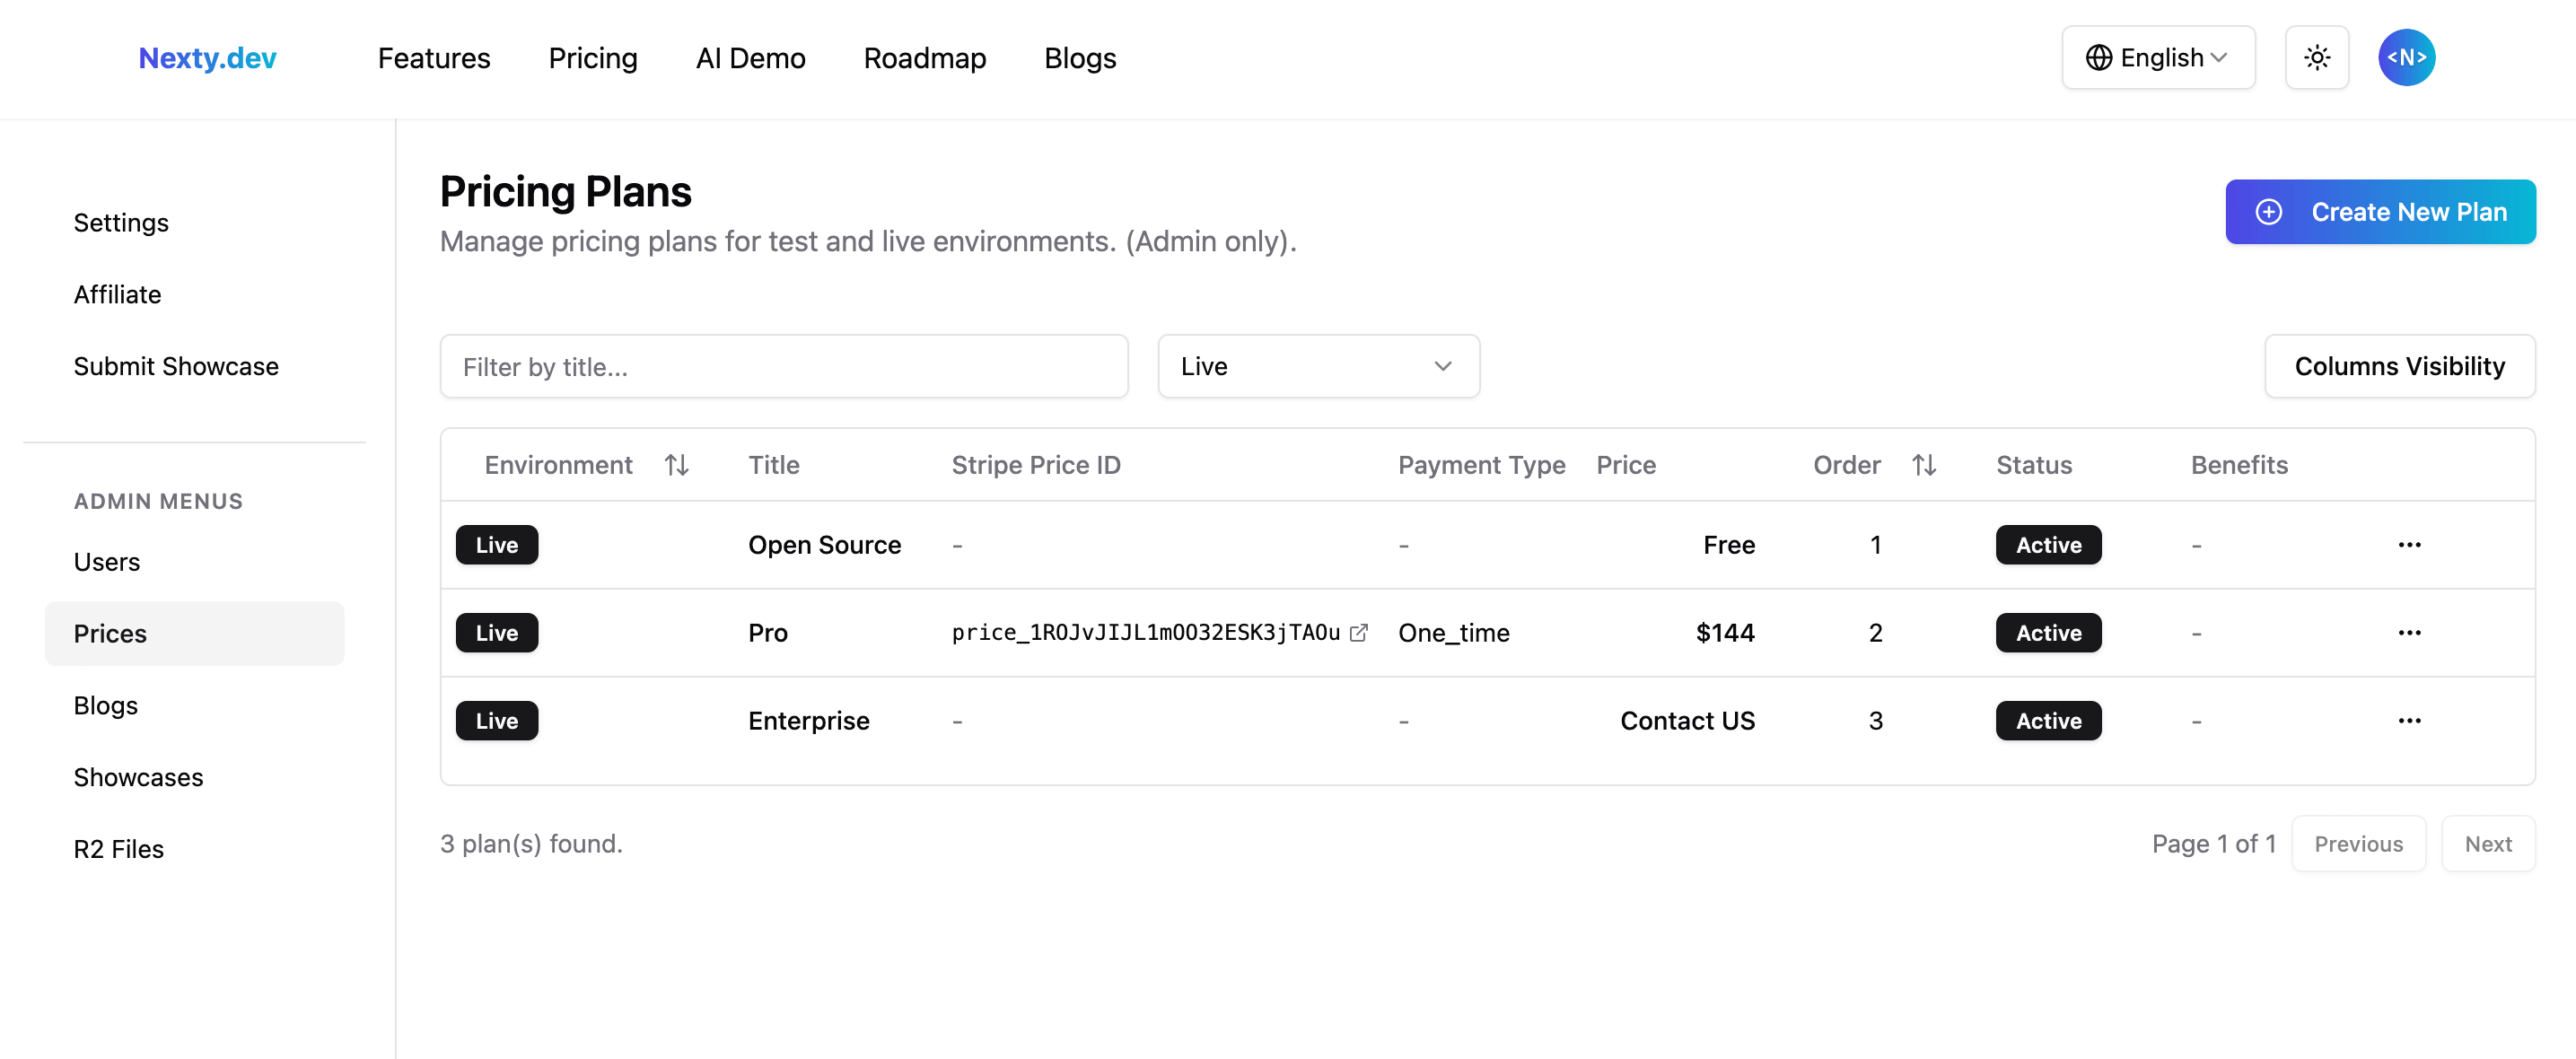 Nexty.dev Features Pricing AI Demo Roadmap Blogs English <N>
Settings
Affiliate
Submit Showcase
ADMIN MENUS
Users
Prices
Blogs
Showcases
R2 Files
Pricing Plans
Manage pricing plans for test and live environments. (Admin only).
Create New Plan
Filter by title... Live Columns Visibility
Environment Title Stripe Price ID Payment Type Price Order Status Benefits
Live Open Source - - Free 1 Active - ...
Live Pro price_1ROJvJIJL1mOO32ESK3jTAOu One_time $144 2 Active - ...
Live Enterprise - - Contact US 3 Active - ...
3 plan(s) found. Page 1 of 1 Previous Next